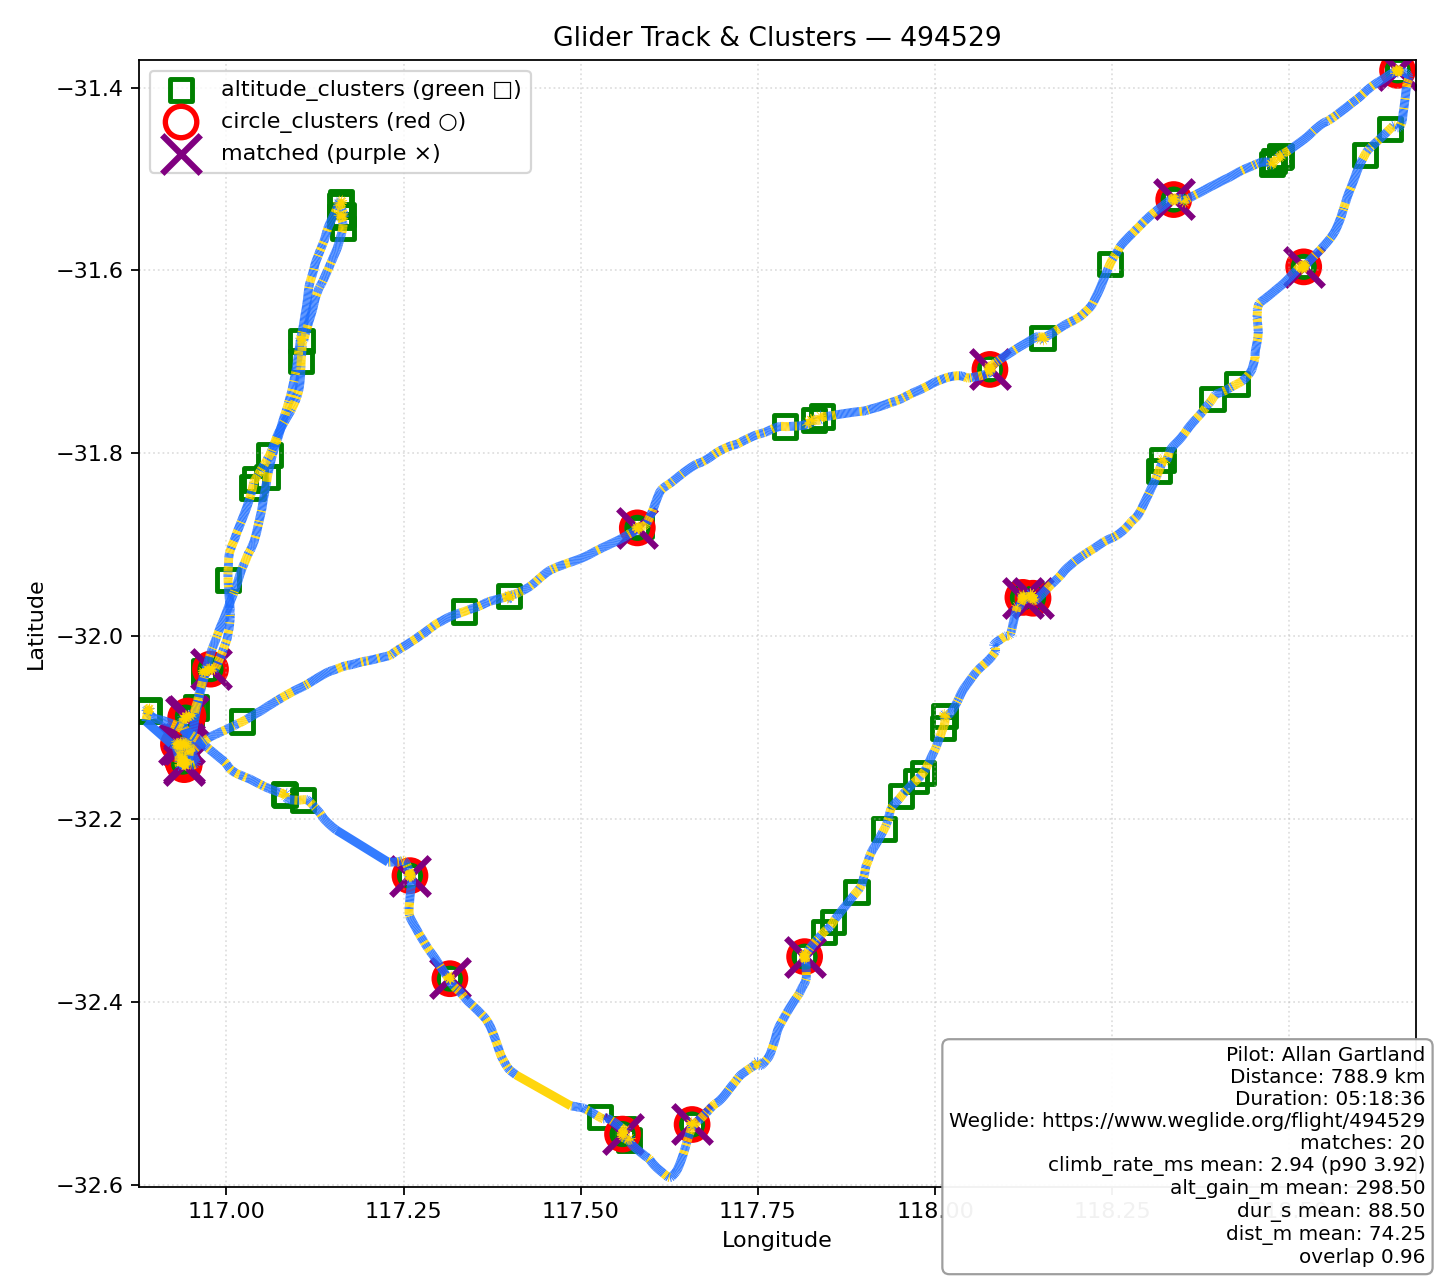 Glider Track & Clusters — 494529
altitude_clusters (green □)
circle_clusters (red ○)
matched (purple ×)
−31.4
−31.6
−31.8
−32.0
−32.2
−32.4
−32.6
Latitude
117.00
117.25
117.50
117.75
118.00
118.25
Longitude
Pilot: Allan Gartland
Distance: 788.9 km
Duration: 05:18:36
Weglide: https://www.weglide.org/flight/494529
matches: 20
climb_rate_ms mean: 2.94 (p90 3.92)
alt_gain_m mean: 298.50
dur_s mean: 88.50
dist_m mean: 74.25
overlap 0.96